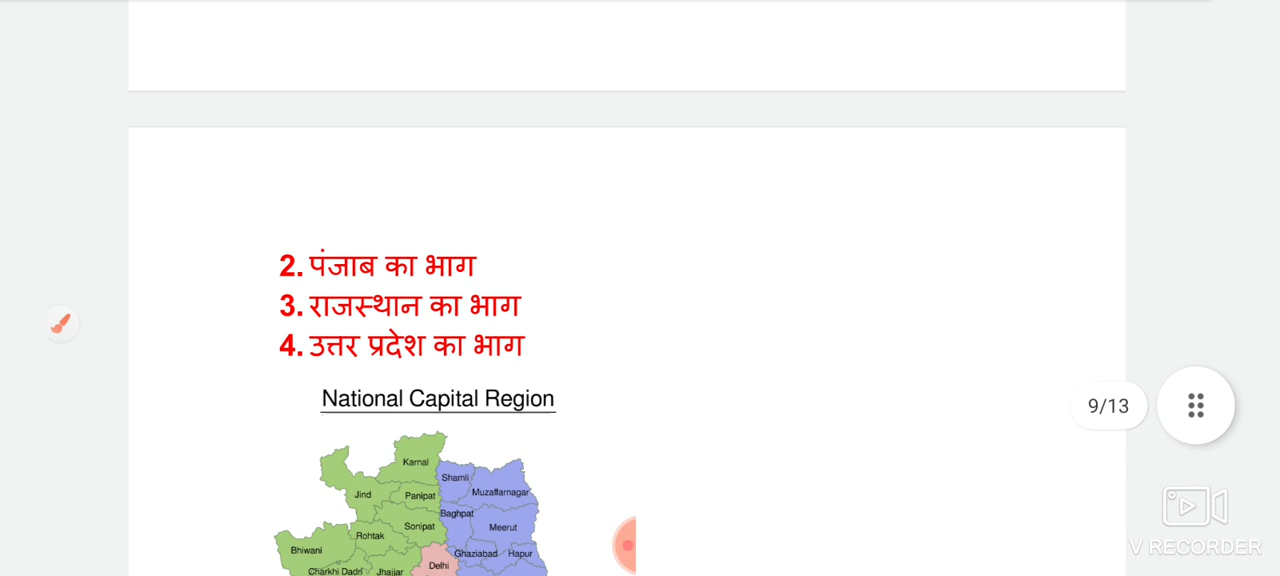 2. पंजाब का भाग
3. राजस्थान का भाग
4. उत्तर प्रदेश का भाग
National Capital Region
Karnal
Shamli
Jind
Panipat
Muzaffarnagar
Baghpat
Sonipat
Meerut
Rohtak
Bhiwani
Ghaziabad
Hapur
Charkhi Dadri
Jhajjar
Delhi
9/13
V RECORDER